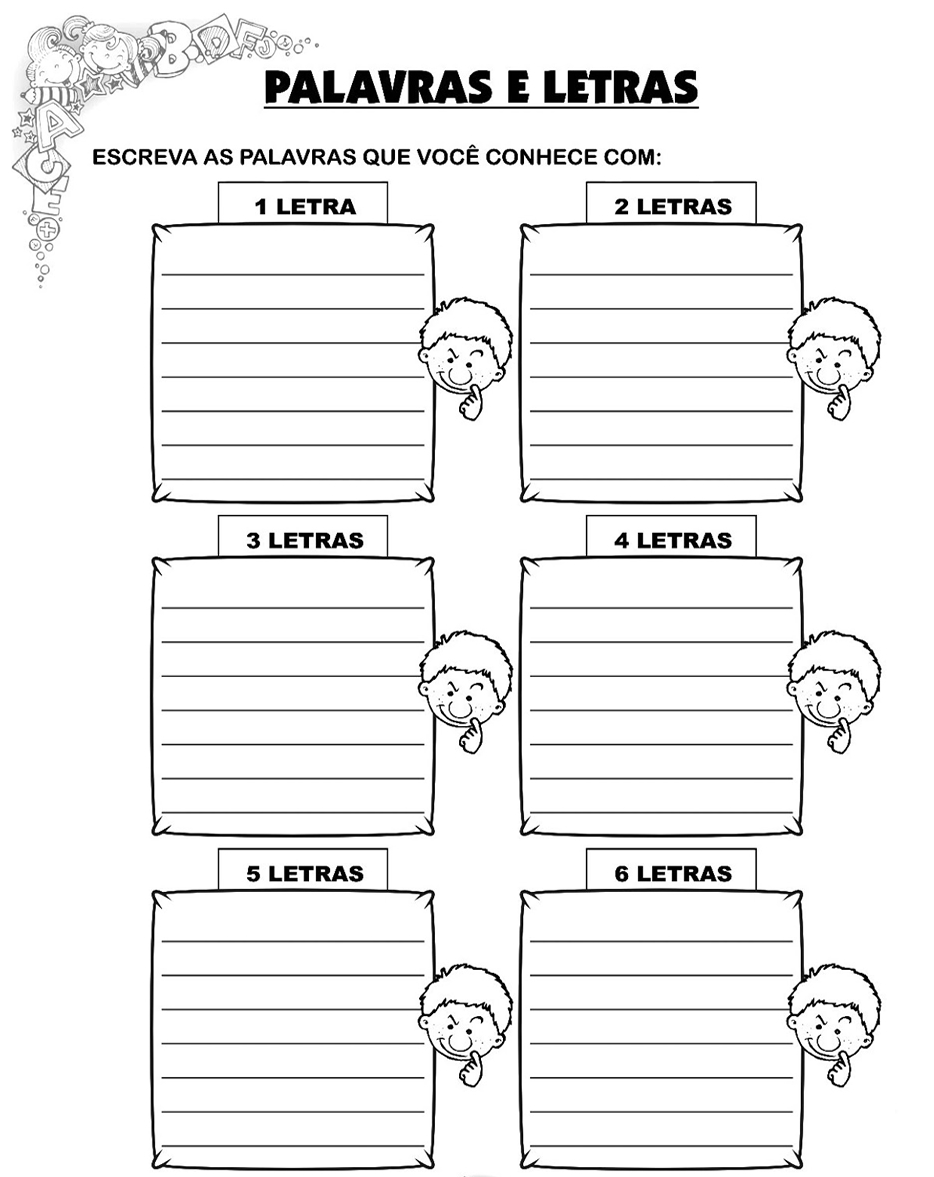 PALAVRAS E LETRAS
ESCREVA AS PALAVRAS QUE VOCÊ CONHECE COM:
1 LETRA
2 LETRAS
3 LETRAS
4 LETRAS
5 LETRAS
6 LETRAS